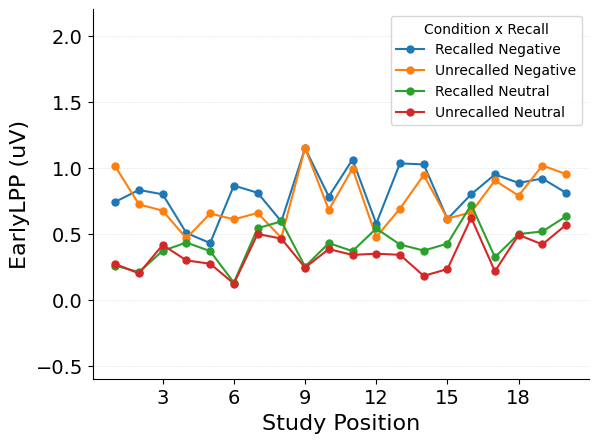 Condition x Recall
Recalled Negative
Unrecalled Negative
Recalled Neutral
Unrecalled Neutral
EarlyLPP (uV)
2.0
1.5
1.0
0.5
0.0
−0.5
3 6 9 12 15 18
Study Position